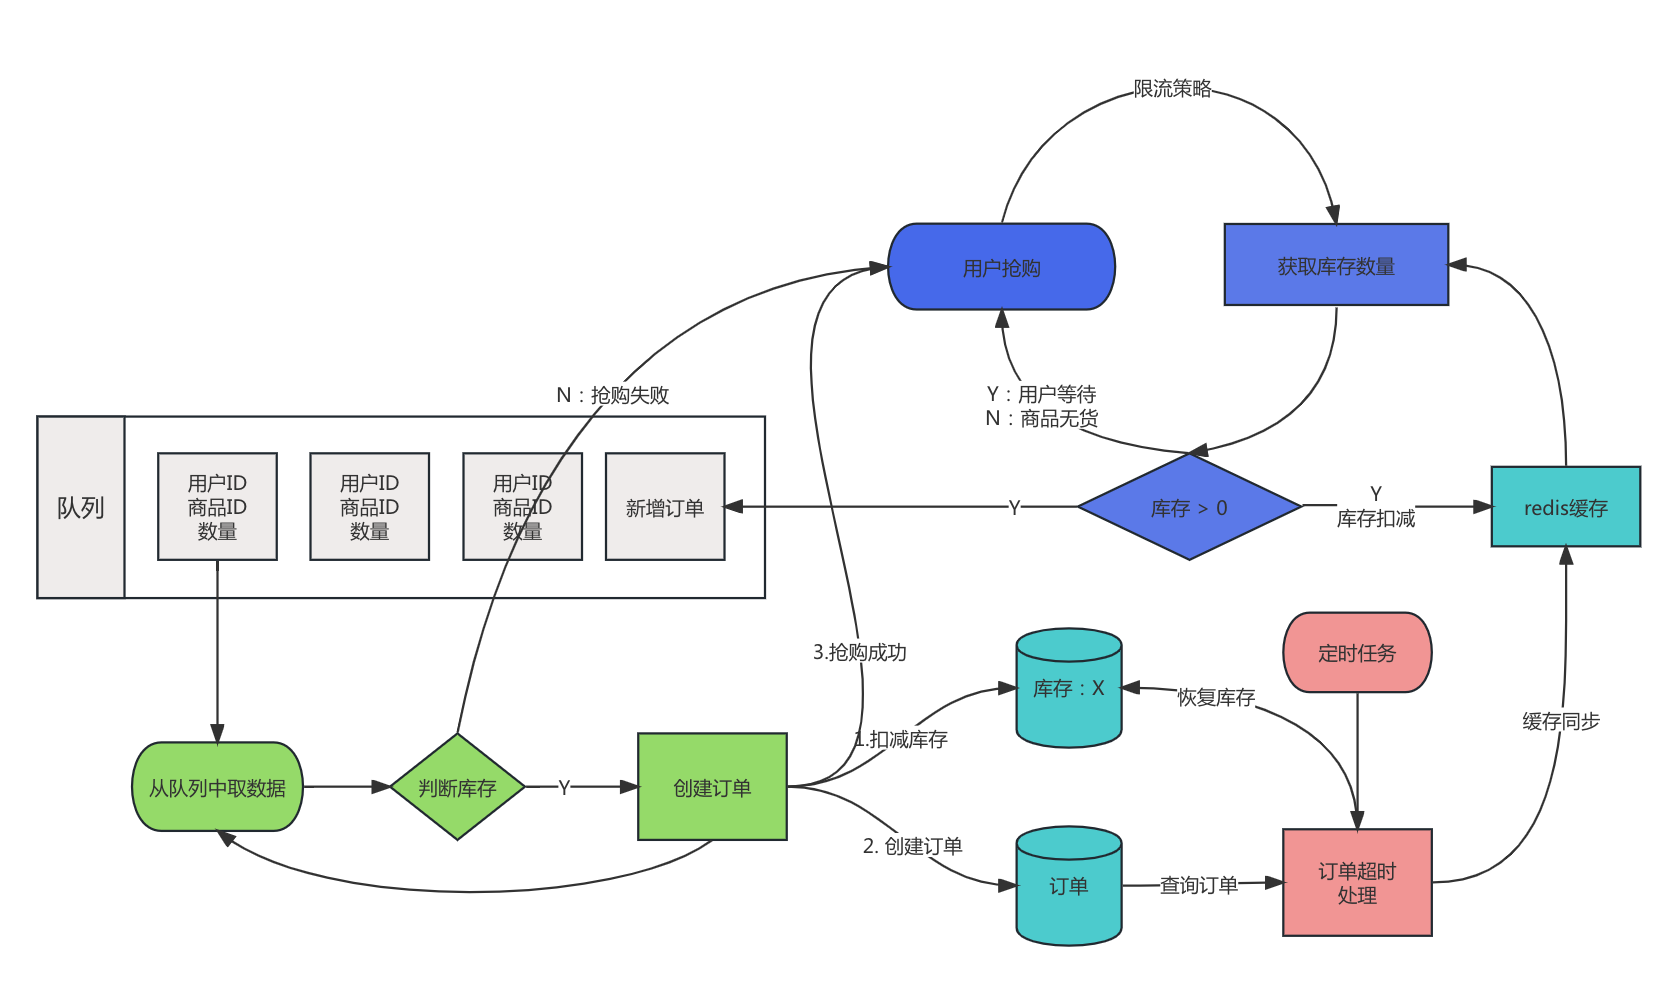 限流策略
用户抢购
获取库存数量
N：抢购失败
Y：用户等待
N：商品无货
队列
用户ID
商品ID
数量
用户ID
商品ID
数量
用户ID
商品ID
数量
新增订单
Y
库存 > 0
Y
库存扣减
redis缓存
3.抢购成功
库存：X
定时任务
恢复库存
缓存同步
1.扣减库存
从队列中取数据
判断库存
Y
创建订单
2. 创建订单
订单
查询订单
订单超时
处理